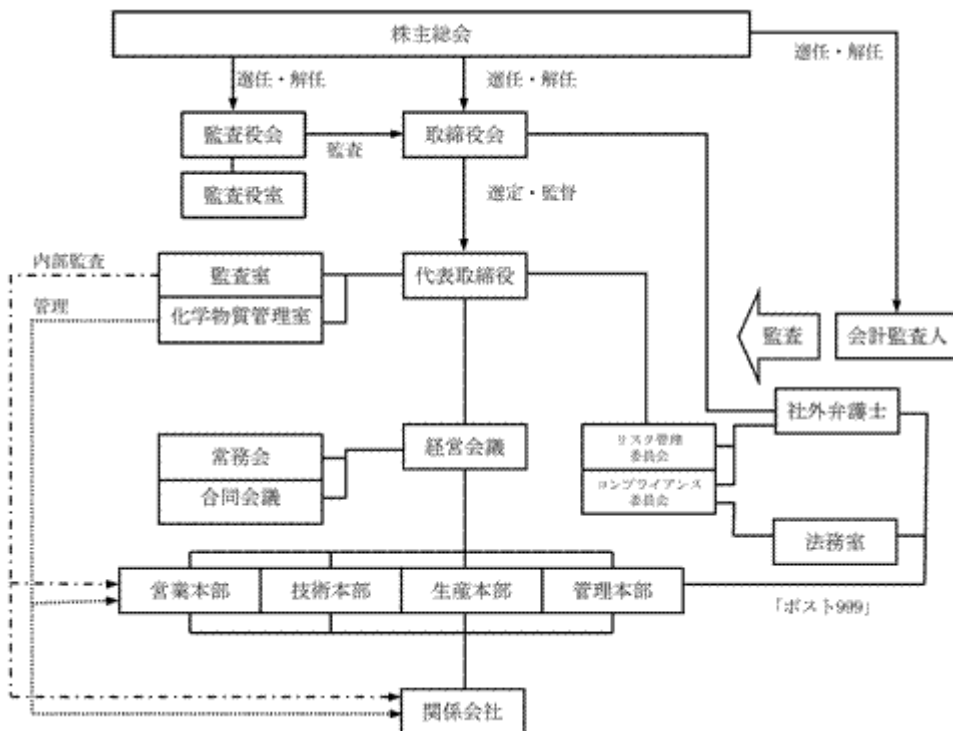 株主総会
選任・解任
選任・解任
選任・解任
監査役会
監査
取締役会
監査役室
選定・監督
内部監査
監査室
代表取締役
管理
化学物質管理室
監査
会計監査人
社外弁護士
常務会
経営会議
リスク管理
委員会
合同会議
コンプライアンス
委員会
法務室
営業本部
技術本部
生産本部
管理本部
「ポスト999」
関係会社